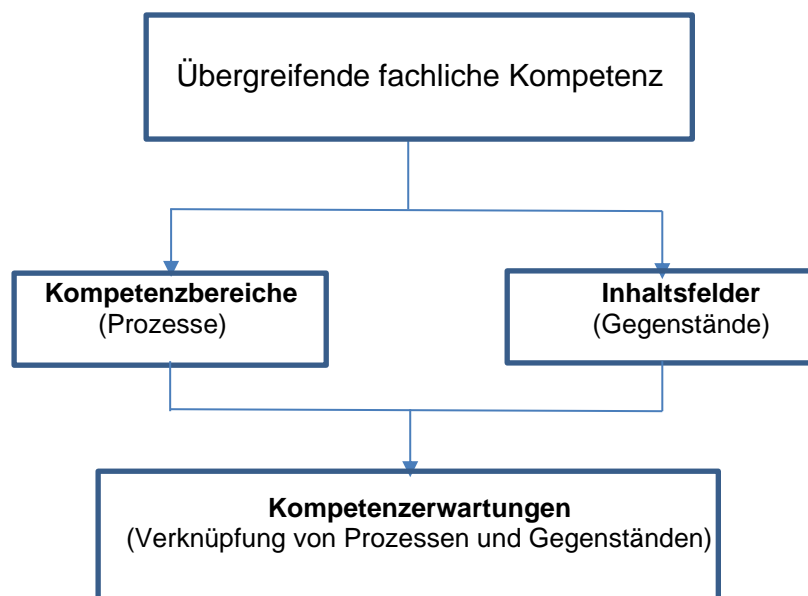 Übergreifende fachliche Kompetenz
Kompetenzbereiche
(Prozesse)
Inhaltsfelder
(Gegenstände)
Kompetenzerwartungen
(Verknüpfung von Prozessen und Gegenständen)